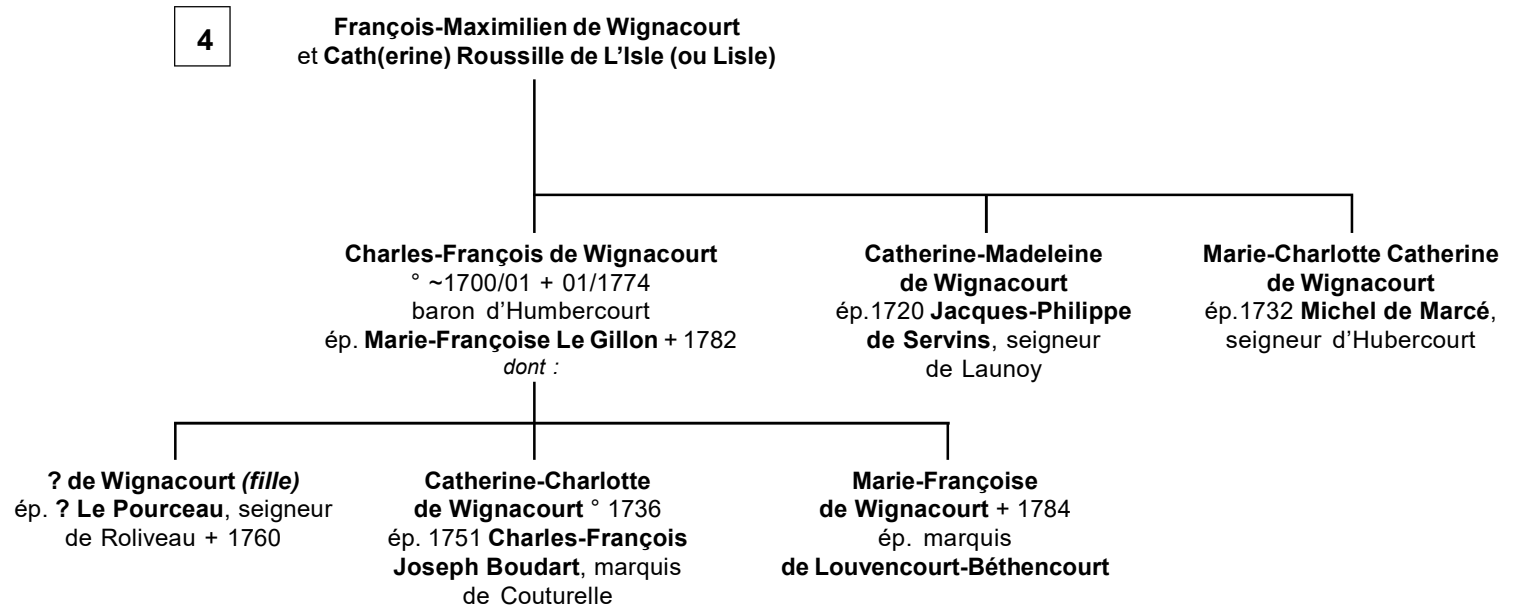 4
François-Maximilien de Wignacourt
et Cath(erine) Roussille de L’Isle (ou Lisle)
Charles-François de Wignacourt
° ~1700/01 + 01/1774
baron d’Humbercourt
ép. Marie-Françoise Le Gillon + 1782
dont :
Catherine-Madeleine
de Wignacourt
ép.1720 Jacques-Philippe
de Servins, seigneur
de Launoy
Marie-Charlotte Catherine
de Wignacourt
ép.1732 Michel de Marcé,
seigneur d’Hubercourt
? de Wignacourt (fille)
ép. ? Le Pourceau, seigneur
de Roliveau + 1760
Catherine-Charlotte
de Wignacourt ° 1736
ép. 1751 Charles-François
Joseph Boudart, marquis
de Couturelle
Marie-Françoise
de Wignacourt + 1784
ép. marquis
de Louvencourt-Béthencourt